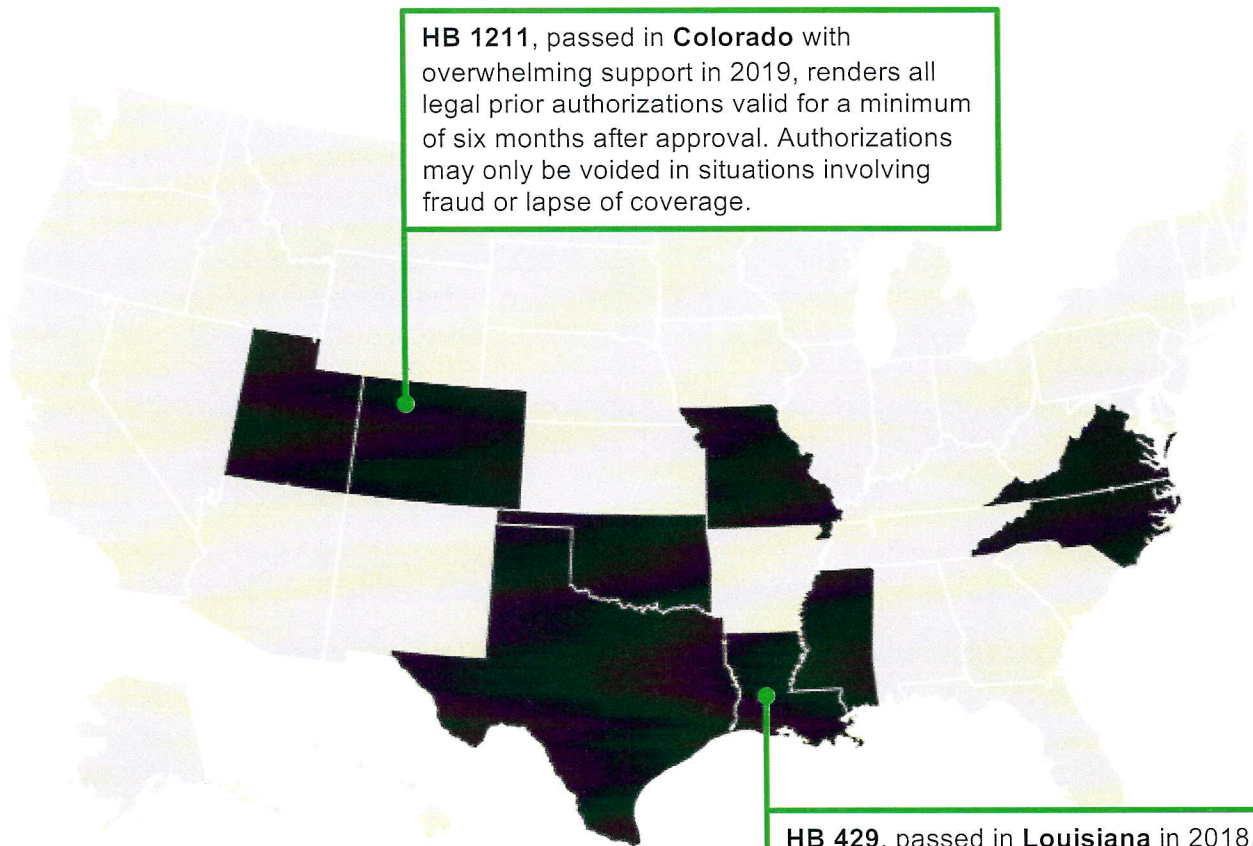 HB 1211, passed in Colorado with
overwhelming support in 2019, renders all
legal prior authorizations valid for a minimum
of six months after approval. Authorizations
may only be voided in situations involving
fraud or lapse of coverage.
HB 429, passed in Louisiana in 2018